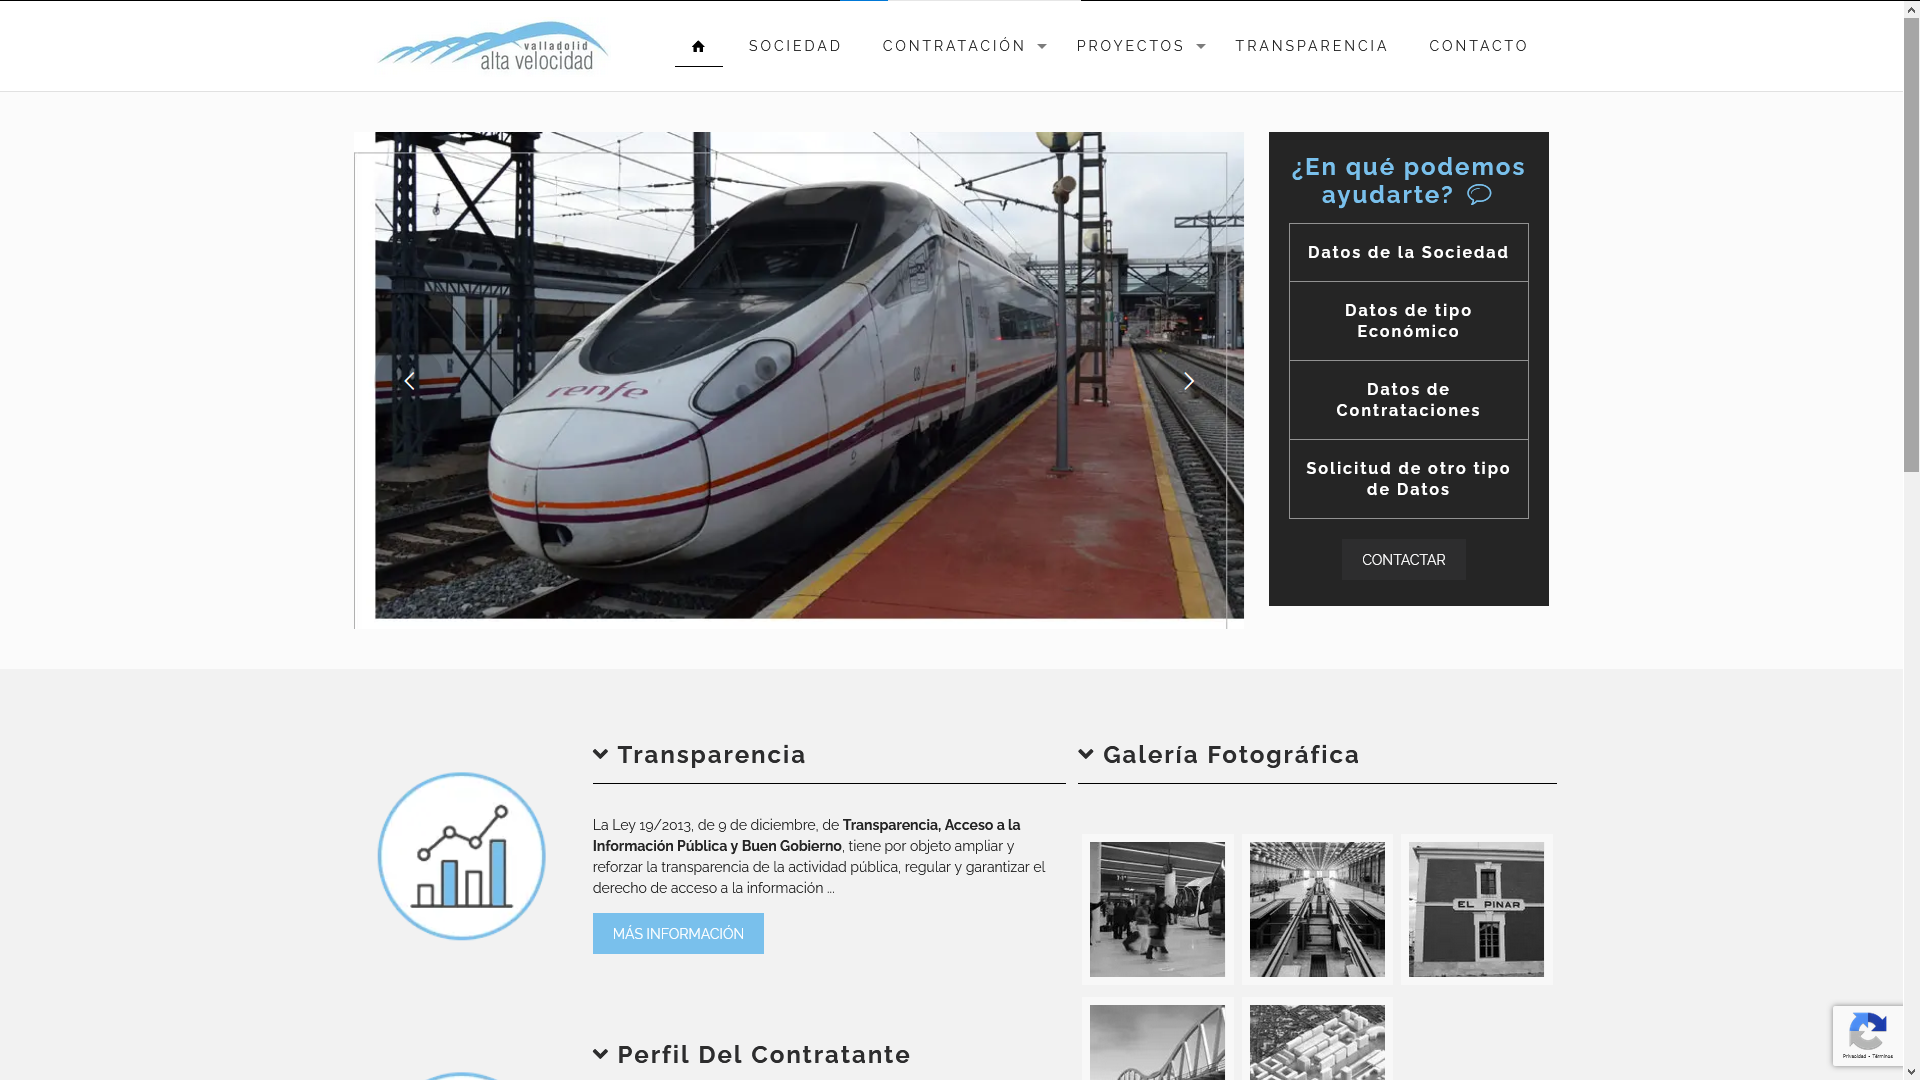 valladolid
alta velocidad
SOCIEDAD
CONTRATACIÓN
PROYECTOS
TRANSPARENCIA
CONTACTO
renfe
08
¿En qué podemos
ayudarte?
Datos de la Sociedad
Datos de tipo
Económico
Datos de
Contrataciones
Solicitud de otro tipo
de Datos
CONTACTAR
Transparencia
La Ley 19/2013, de 9 de diciembre, de Transparencia, Acceso a la
Información Pública y Buen Gobierno, tiene por objeto ampliar y
reforzar la transparencia de la actividad pública, regular y garantizar el
derecho de acceso a la información ...
MÁS INFORMACIÓN
Galería Fotográfica
EL PINAR
Perfil Del Contratante
Privacidad - Términos